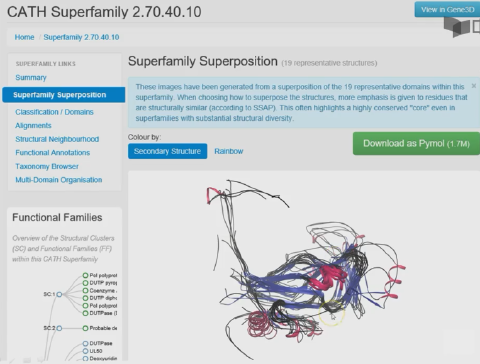 CATH Superfamily 2.70.40.10
View in Gene3D
Home / Superfamily 2.70.40.10
SUPERFAMILY LINKS
Summary
Superfamily Superposition
Classification / Domains
Alignments
Structural Neighbourhood
Functional Annotations
Taxonomy Browser
Multi-Domain Organisation
Superfamily Superposition (19 representative structures)
These images have been generated from a superposition of the 19 representative domains within this
superfamily. When choosing how to superpose the structures, more emphasis is given to residues that
are structurally similar (according to SSAP). This often highlights a highly conserved "core" even in
superfamilies with substantial structural diversity.
×
Colour by:
Secondary Structure
Rainbow
Download as Pymol (1.7M)
Functional Families
Overview of the Structural Clusters
(SC) and Functional Families (FF)
within this CATH Superfamily
SC:1
Pol polyprot
DUTP pyrop
Coenzyme
DUTP dipho
Pol polyprot
DUTPase (
SC:2
Probable de
DUTPase
UL50
Deoxyuridin